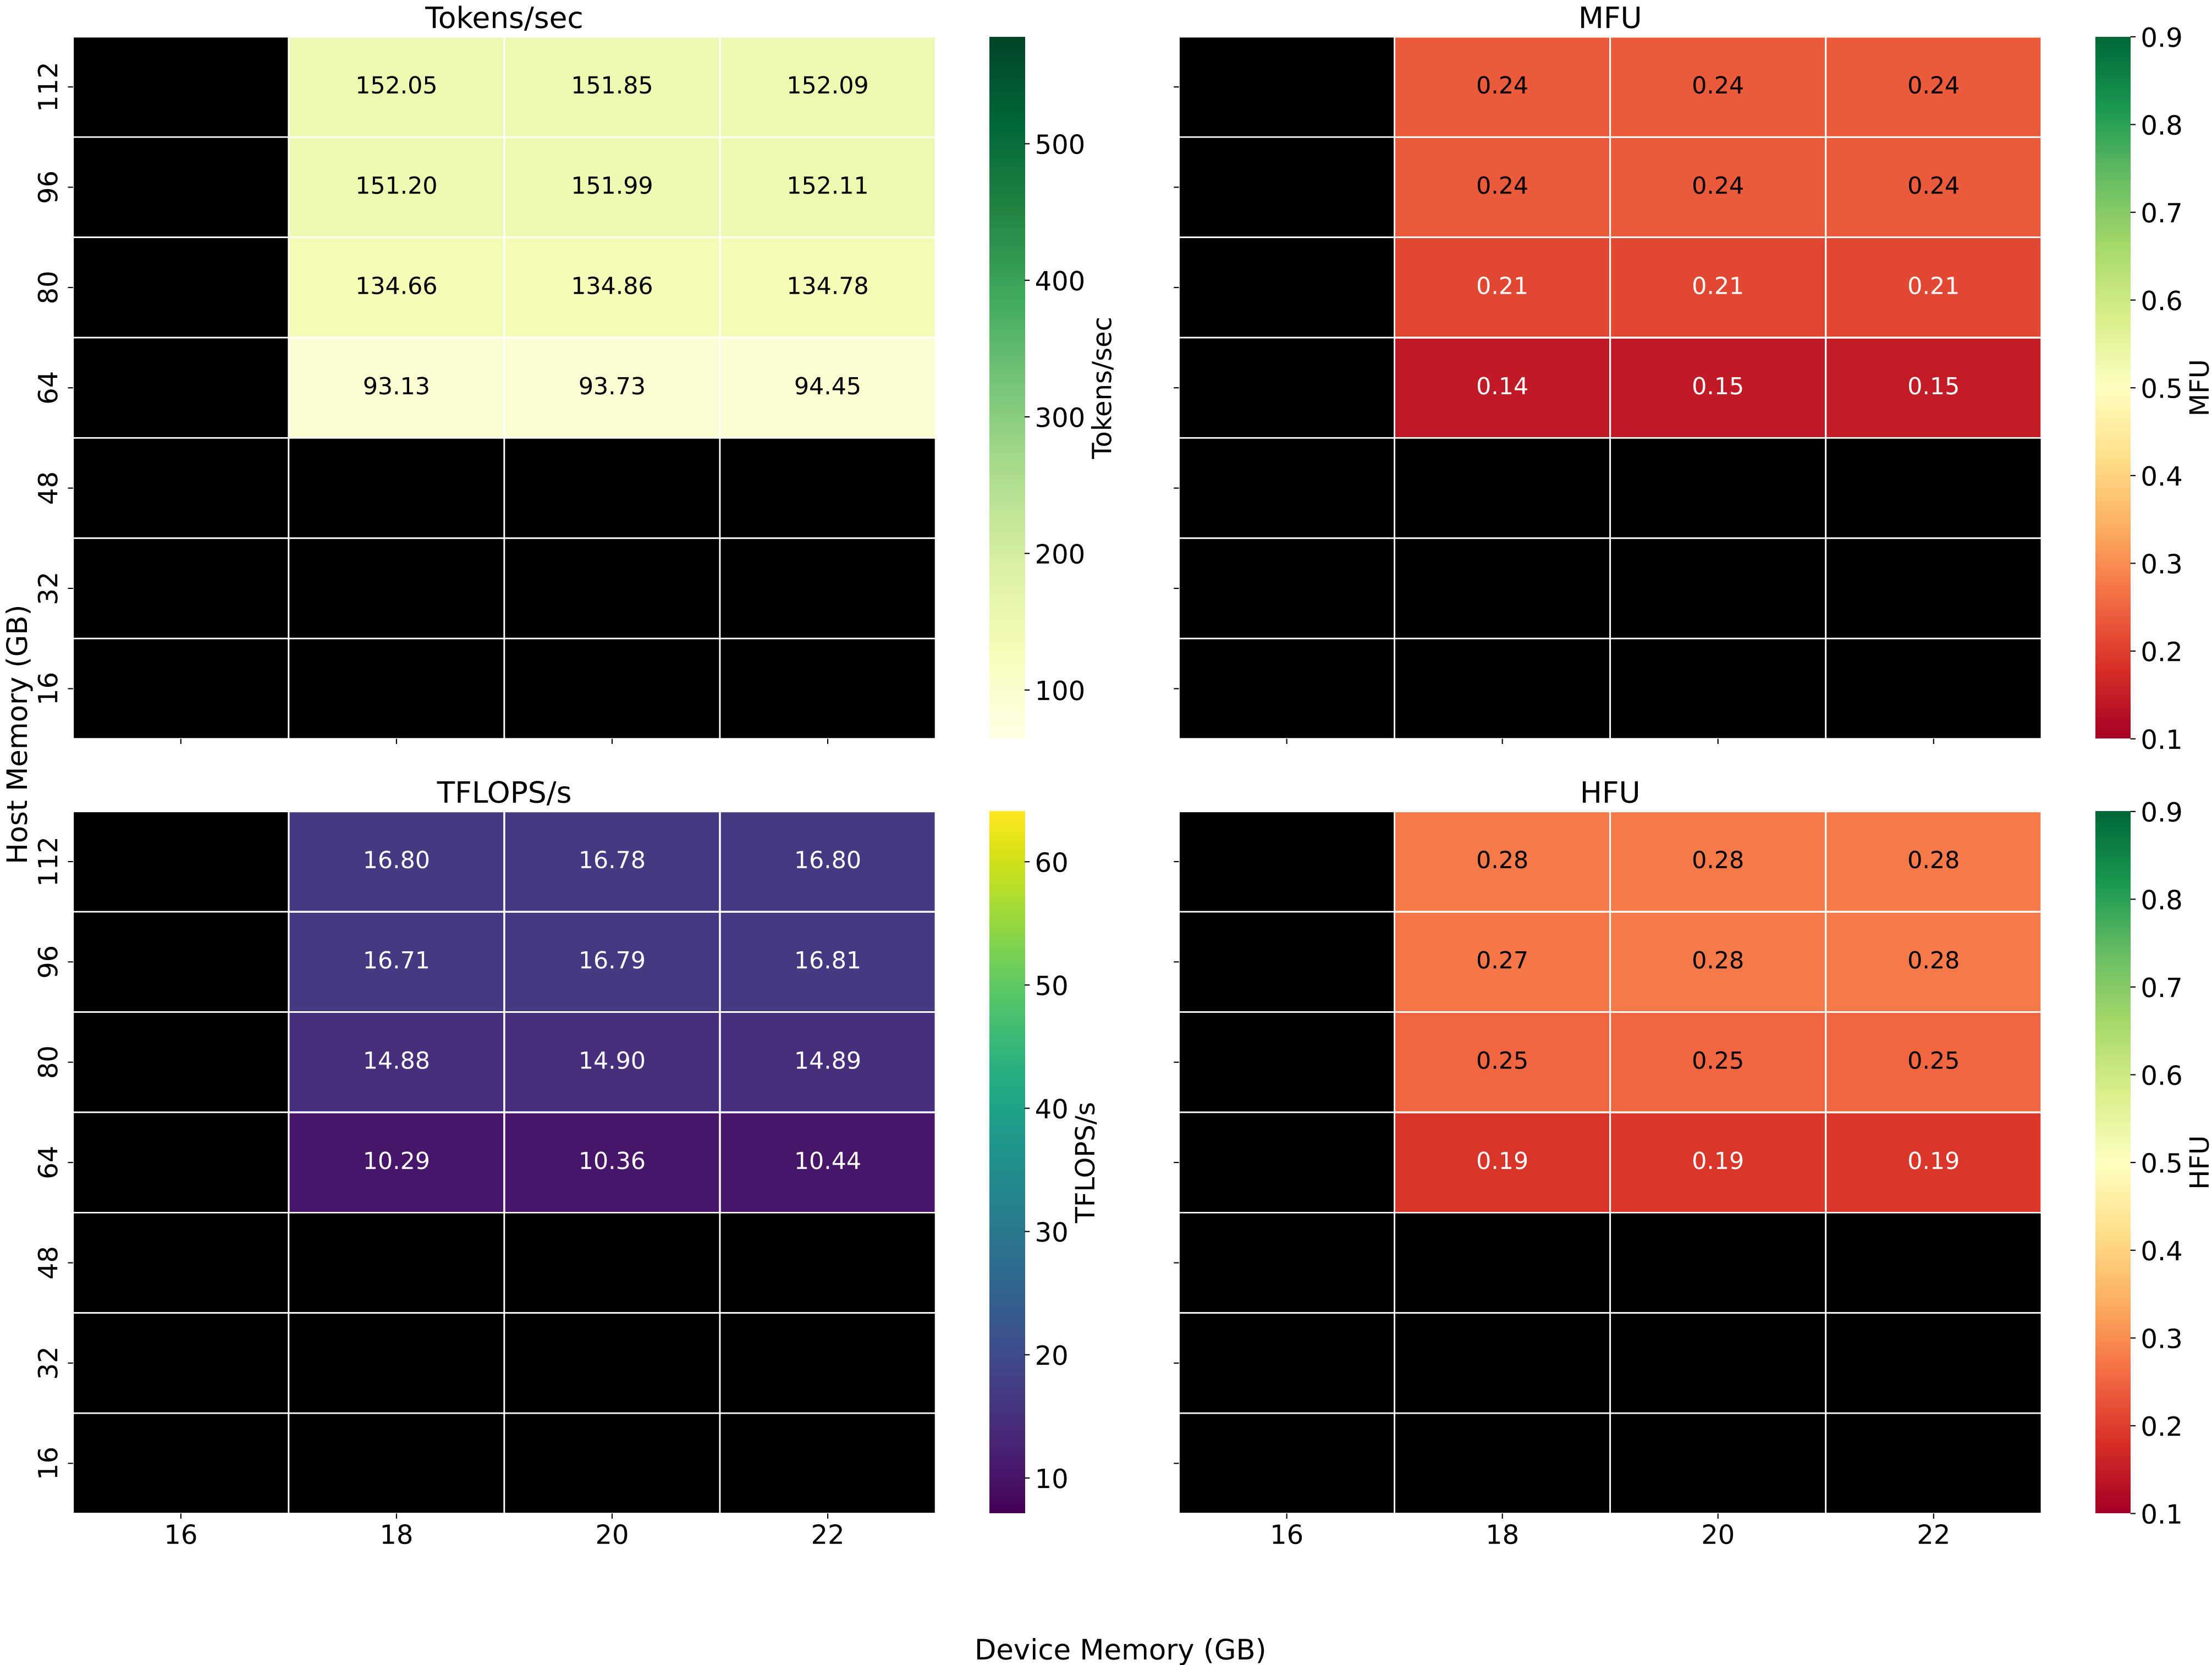 Tokens/sec
112
152.05 151.85 152.09
96
151.20 151.99 152.11
80
134.66 134.86 134.78
64
93.13 93.73 94.45
48
32
16
500
400
300
200
100
Tokens/sec
MFU
0.24 0.24 0.24
0.24 0.24 0.24
0.21 0.21 0.21
0.14 0.15 0.15
0.9
0.8
0.7
0.6
0.5
0.4
0.3
0.2
0.1
MFU
Host Memory (GB)
TFLOPS/s
112
16.80 16.78 16.80
96
16.71 16.79 16.81
80
14.88 14.90 14.89
64
10.29 10.36 10.44
48
32
16
16 18 20 22
60
50
40
30
20
10
TFLOPS/s
HFU
0.28 0.28 0.28
0.27 0.28 0.28
0.25 0.25 0.25
0.19 0.19 0.19
16 18 20 22
0.9
0.8
0.7
0.6
0.5
0.4
0.3
0.2
0.1
HFU
Device Memory (GB)